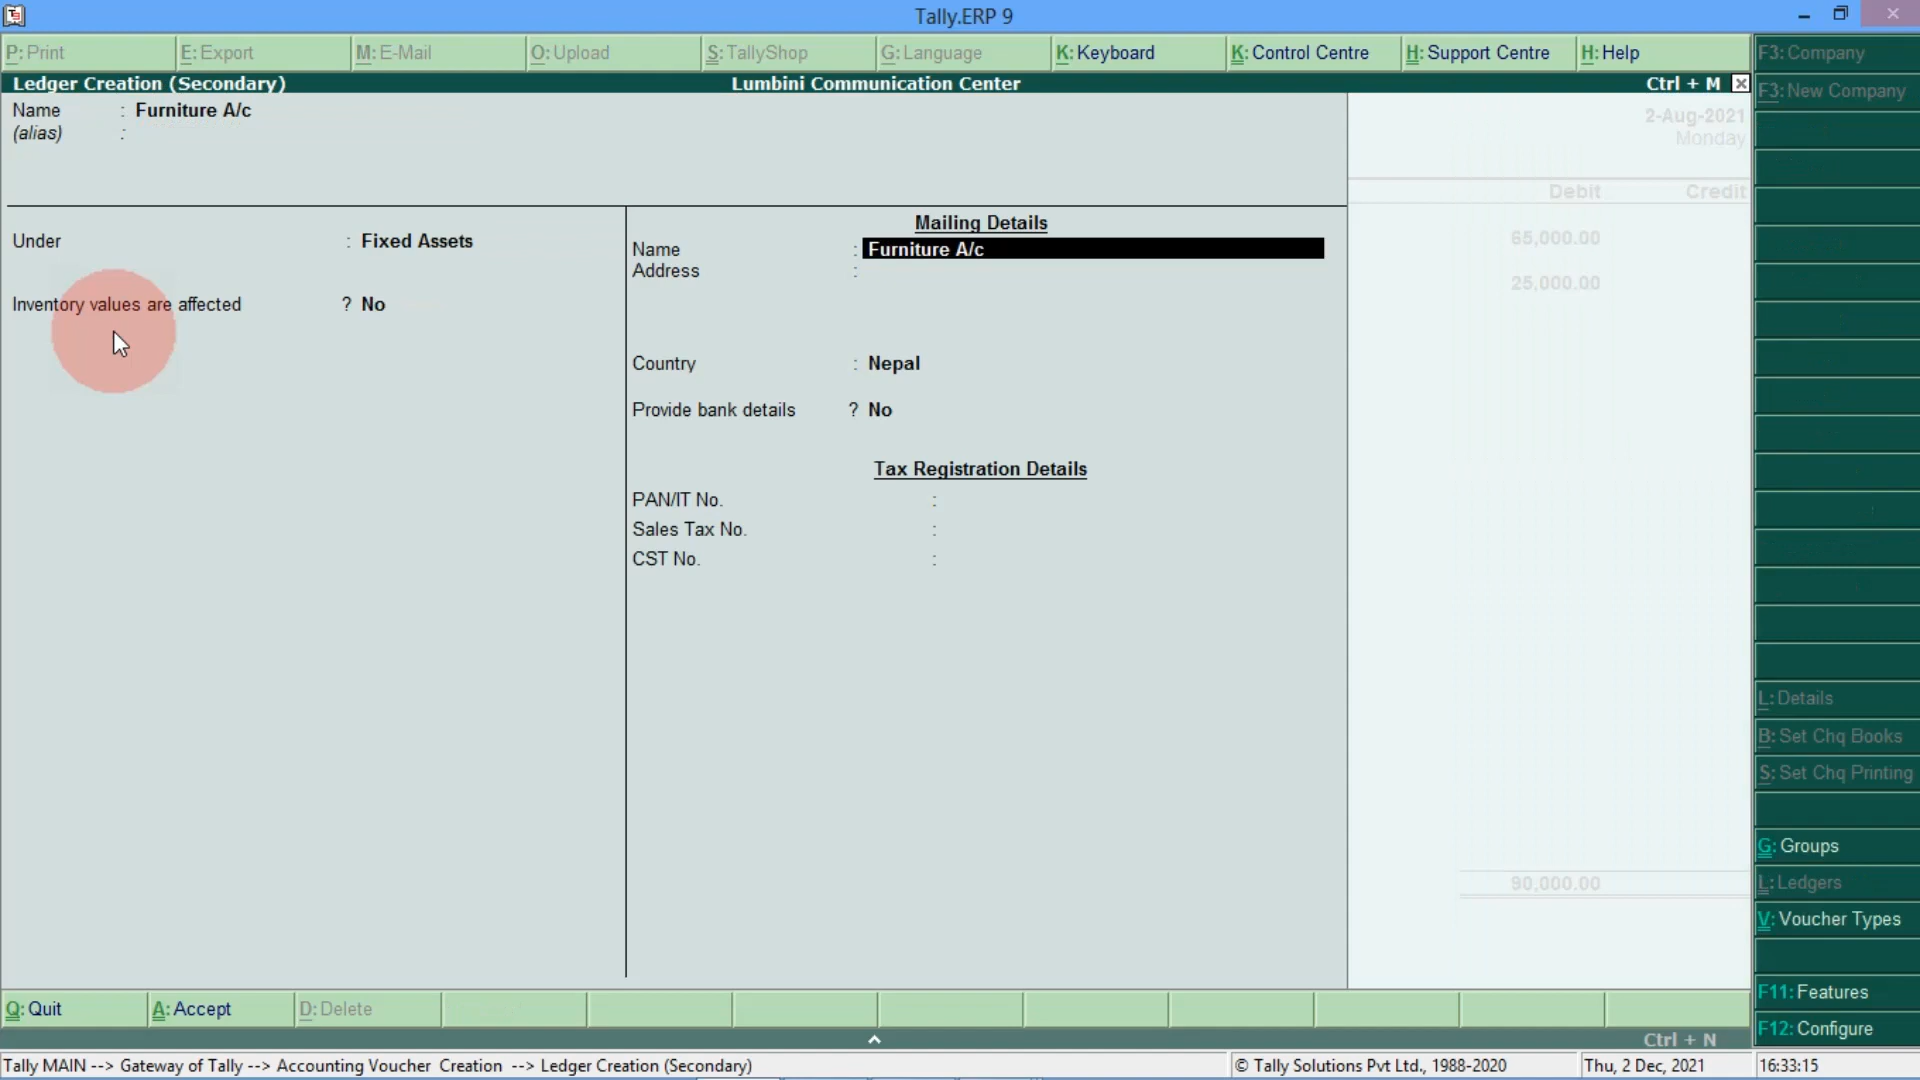 Tally.ERP 9
P: Print E: Export M: E-Mail O: Upload S: TallyShop G: Language K: Keyboard K: Control Centre H: Support Centre H: Help
Ledger Creation (Secondary) Lumbini Communication Center Ctrl + M
Name : Furniture A/c
(alias) :
Under : Fixed Assets
Inventory values are affected ? No
Mailing Details
Name : Furniture A/c
Address :
Country : Nepal
Provide bank details ? No
Tax Registration Details
PAN/IT No. :
Sales Tax No. :
CST No. :
2-Aug-2021
Monday
Debit Credit
65,000.00
25,000.00
90,000.00
F3: Company
F3: New Company
L: Details
B: Set Chq Books
S: Set Chq Printing
G: Groups
L: Ledgers
V: Voucher Types
F11: Features
F12: Configure
Q: Quit A: Accept D: Delete
Ctrl + N
Tally MAIN --> Gateway of Tally --> Accounting Voucher Creation --> Ledger Creation (Secondary) © Tally Solutions Pvt Ltd., 1988-2020 Thu, 2 Dec, 2021 16:33:15